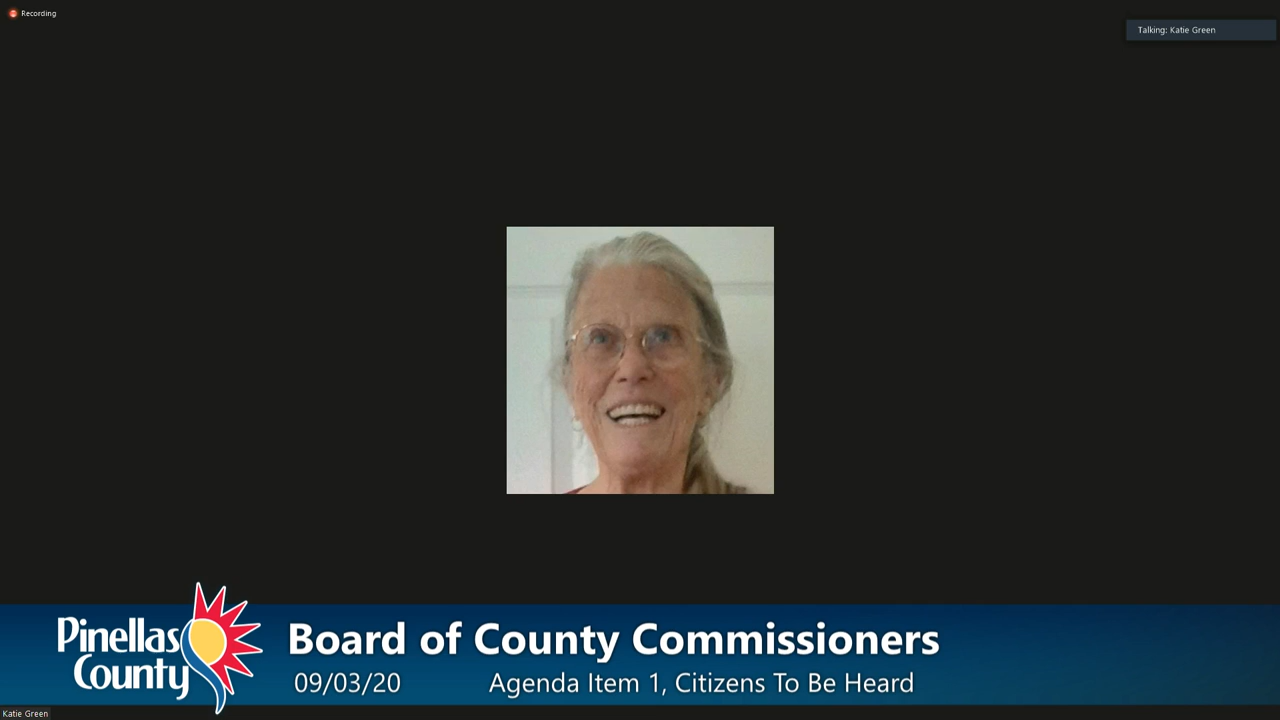 Recording
Talking: Katie Green
Pinellas
County
Board of County Commissioners
09/03/20
Agenda Item 1, Citizens To Be Heard
Katie Green